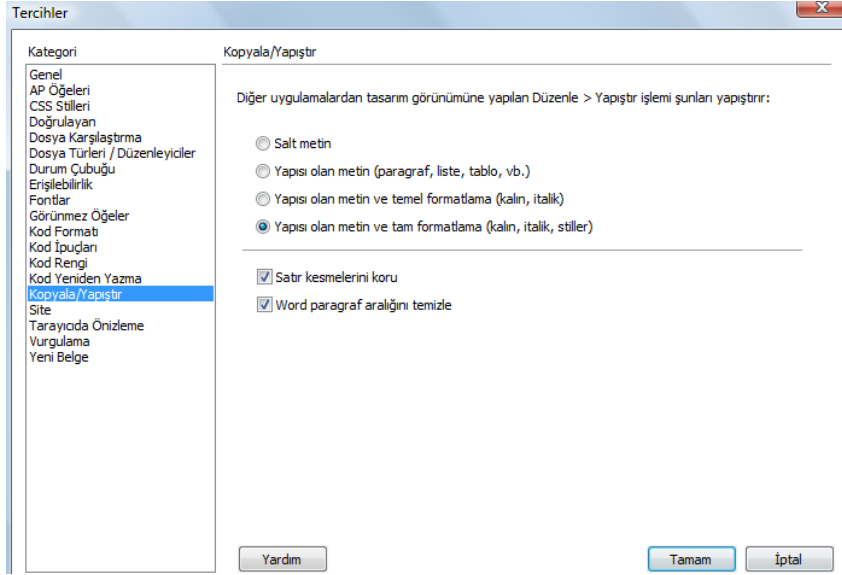 Tercihler
Kategori
Genel
AP Öğeleri
CSS Stilleri
Doğrulayan
Dosya Karşılaştırma
Dosya Türleri / Düzenleyiciler
Durum Çubuğu
Erişilebilirlik
Fontlar
Görünmez Öğeler
Kod Formatı
Kod İpuçları
Kod Rengi
Kod Yeniden Yazma
Kopyala/Yapıştır
Site
Tarayıcıda Önizleme
Vurgulama
Yeni Belge
Kopyala/Yapıştır
Diğer uygulamalardan tasarım görünümüne yapılan Düzenle > Yapıştır işlemi şunları yapıştırır:
Salt metin
Yapısı olan metin (paragraf, liste, tablo, vb.)
Yapısı olan metin ve temel formatlama (kalın, italik)
Yapısı olan metin ve tam formatlama (kalın, italik, stiller)
Satır kesmelerini koru
Word paragraf aralığını temizle
Yardım
Tamam
İptal